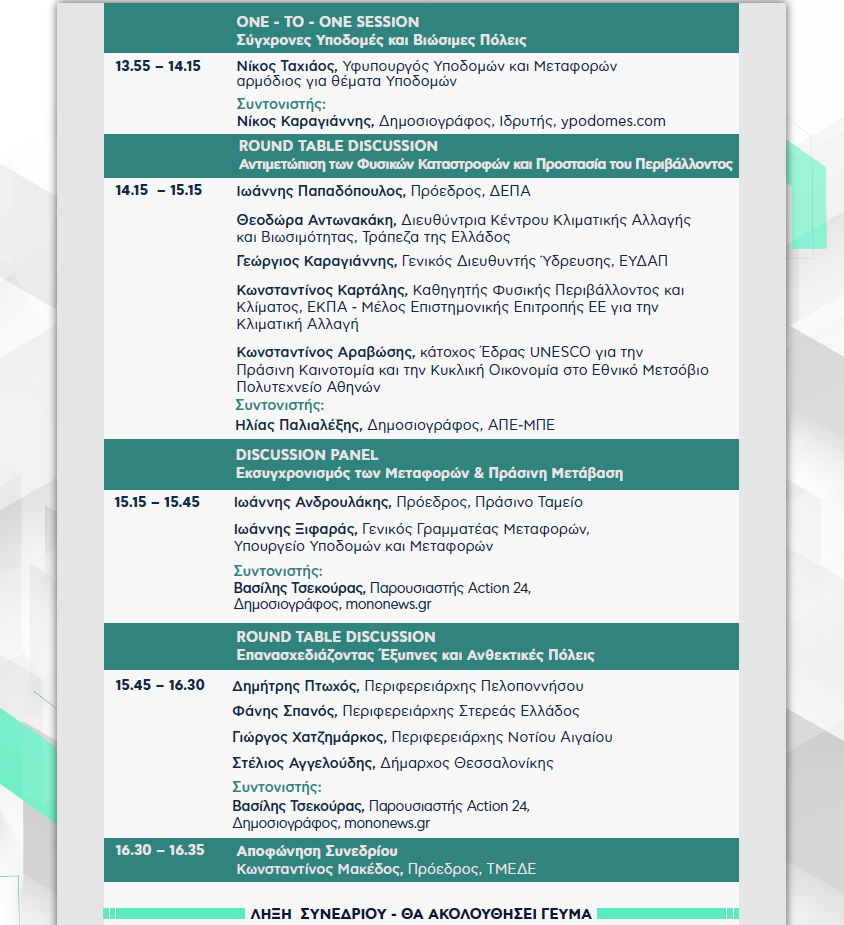 ONE - TO - ONE SESSION
Σύγχρονες Υποδομές και Βιώσιμες Πόλεις
13.55 – 14.15
Νίκος Ταχιάος, Υφυπουργός Υποδομών και Μεταφορών
αρμόδιος για θέματα Υποδομών
Συντονιστής:
Νίκος Καραγιάννης, Δημοσιογράφος, Ιδρυτής, ypodomes.com
ROUND TABLE DISCUSSION
Αντιμετώπιση των Φυσικών Καταστροφών και Προστασία του Περιβάλλοντος
14.15 – 15.15
Ιωάννης Παπαδόπουλος, Πρόεδρος, ΔΕΠΑ
Θεοδώρα Αντωνακάκη, Διευθύντρια Κέντρου Κλιματικής Αλλαγής
και Βιωσιμότητας, Τράπεζα της Ελλάδος
Γεώργιος Καραγιάννης, Γενικός Διευθυντής Ύδρευσης, ΕΥΔΑΠ
Κωνσταντίνος Καρτάλης, Καθηγητής Φυσικής Περιβάλλοντος και
Κλίματος, ΕΚΠΑ - Μέλος Επιστημονικής Επιτροπής ΕΕ για την
Κλιματική Αλλαγή
Κωνσταντίνος Αραβώσης, κάτοχος Έδρας UNESCO για την
Πράσινη Καινοτομία και την Κυκλική Οικονομία στο Εθνικό Μετσόβιο
Πολυτεχνείο Αθηνών
Συντονιστής:
Ηλίας Παλιαλέξης, Δημοσιογράφος, ΑΠΕ-ΜΠΕ
DISCUSSION PANEL
Εκσυγχρονισμός των Μεταφορών & Πράσινη Μετάβαση
15.15 – 15.45
Ιωάννης Ανδρουλάκης, Πρόεδρος, Πράσινο Ταμείο
Ιωάννης Ξιφαράς, Γενικός Γραμματέας Μεταφορών,
Υπουργείο Υποδομών και Μεταφορών
Συντονιστής:
Βασίλης Τσεκούρας, Παρουσιαστής Action 24,
Δημοσιογράφος, mononews.gr
ROUND TABLE DISCUSSION
Επανασχεδιάζοντας Έξυπνες και Ανθεκτικές Πόλεις
15.45 – 16.30
Δημήτρης Πτωχός, Περιφερειάρχης Πελοποννήσου
Φάνης Σπανός, Περιφερειάρχης Στερεάς Ελλάδος
Γιώργος Χατζημάρκος, Περιφερειάρχης Νοτίου Αιγαίου
Στέλιος Αγγελούδης, Δήμαρχος Θεσσαλονίκης
Συντονιστής:
Βασίλης Τσεκούρας, Παρουσιαστής Action 24,
Δημοσιογράφος, mononews.gr
16.30 – 16.35
Αποφώνηση Συνεδρίου
Κωνσταντίνος Μακέδος, Πρόεδρος, ΤΜΕΔΕ
ΛΗΞΗ ΣΥΝΕΔΡΙΟΥ - ΘΑ ΑΚΟΛΟΥΘΗΣΕΙ ΓΕΥΜΑ